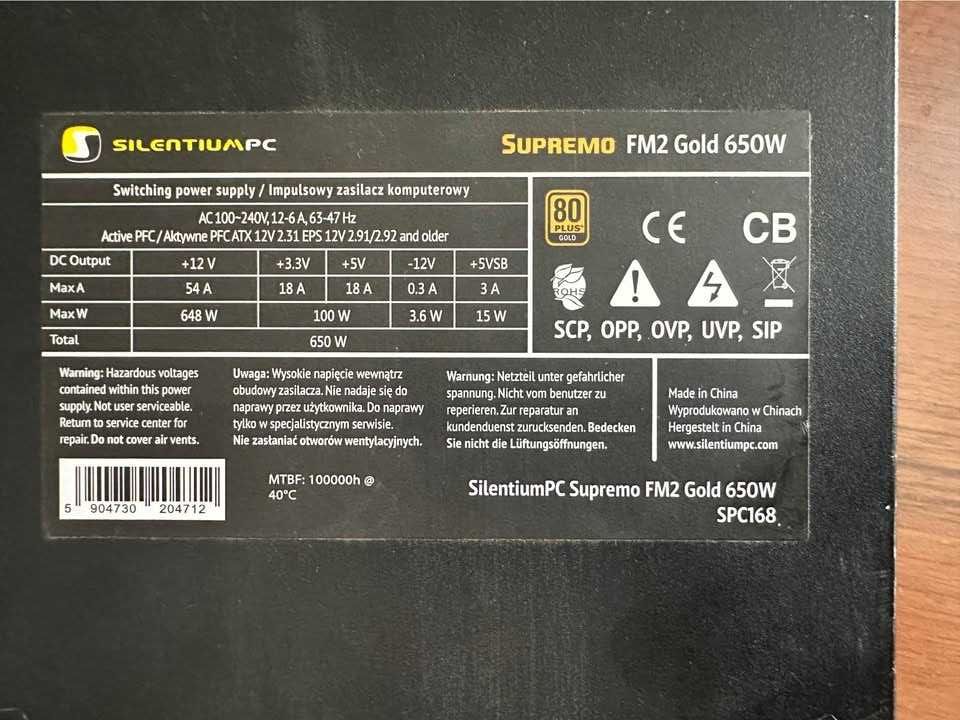 SILENTIUMPC
SUPREMO FM2 Gold 650W
Switching power supply / Impulsowy zasilacz komputerowy
AC 100~240V, 12-6 A, 63-47 Hz
Active PFC / Aktywne PFC ATX 12V 2.31 EPS 12V 2.91/2.92 and older
DC Output +12 V +3.3V +5V -12V +5VSB
Max A 54 A 18 A 18 A 0.3 A 3 A
Max W 648 W 100 W 3.6 W 15 W
Total 650 W
80
PLUS
GOLD
CE
CB
ROHS
SCP, OPP, OVP, UVP, SIP
Warning: Hazardous voltages
contained within this power
supply. Not user serviceable.
Return to service center for
repair. Do not cover air vents.
Uwaga: Wysokie napięcie wewnątrz
obudowy zasilacza. Nie nadaje się do
naprawy przez użytkownika. Do naprawy
tylko w specjalistycznym serwisie.
Nie zasłaniać otworów wentylacyjnych.
Warnung: Netzteil unter gefahrlicher
spannung. Nicht vom benutzer zu
reperieren. Zur reparatur an
kundendienst zurucksenden. Bedecken
Sie nicht die Lüftungsöffnungen.
Made in China
Wyprodukowano w Chinach
Hergestellt in China
www.silentiumpc.com
5 904730 204712
MTBF: 100000h @
40°C
SilentiumPC Supremo FM2 Gold 650W
SPC168